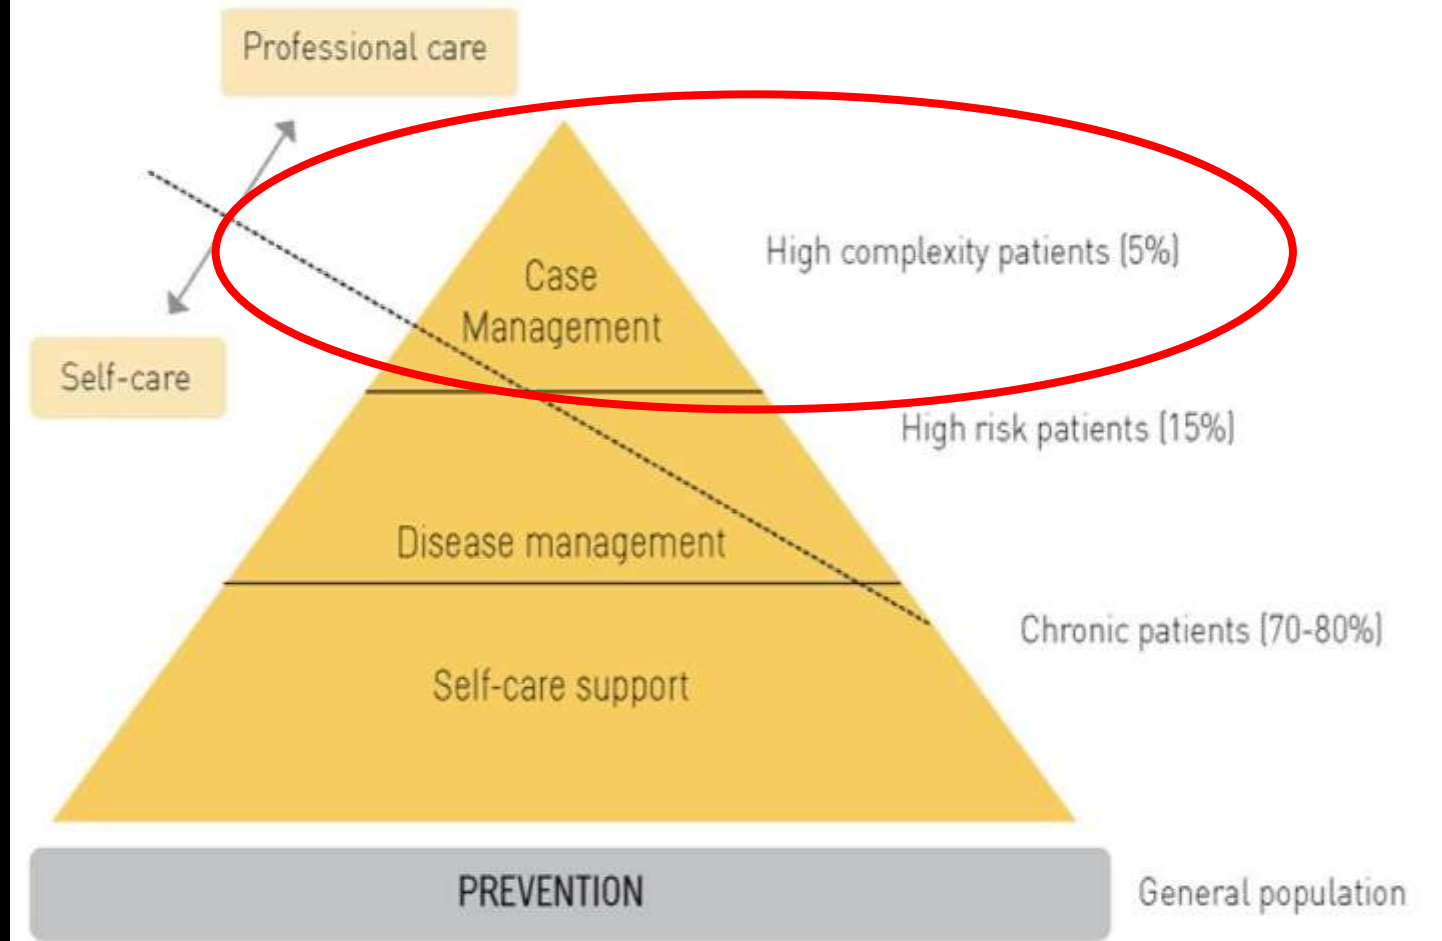 Professional care
High complexity patients (5%)
Case
Management
Self-care
High risk patients (15%)
Disease management
Chronic patients (70-80%)
Self-care support
PREVENTION
General population